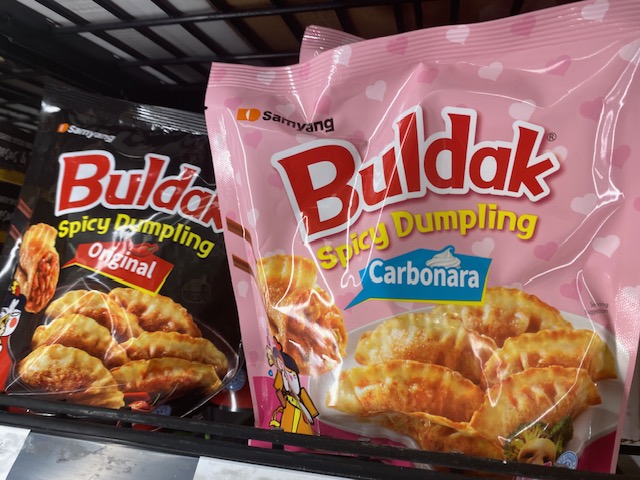 Samyang
Buldak
Spicy Dumpling
Original
Samyang
Buldak®
Spicy Dumpling
Carbonara